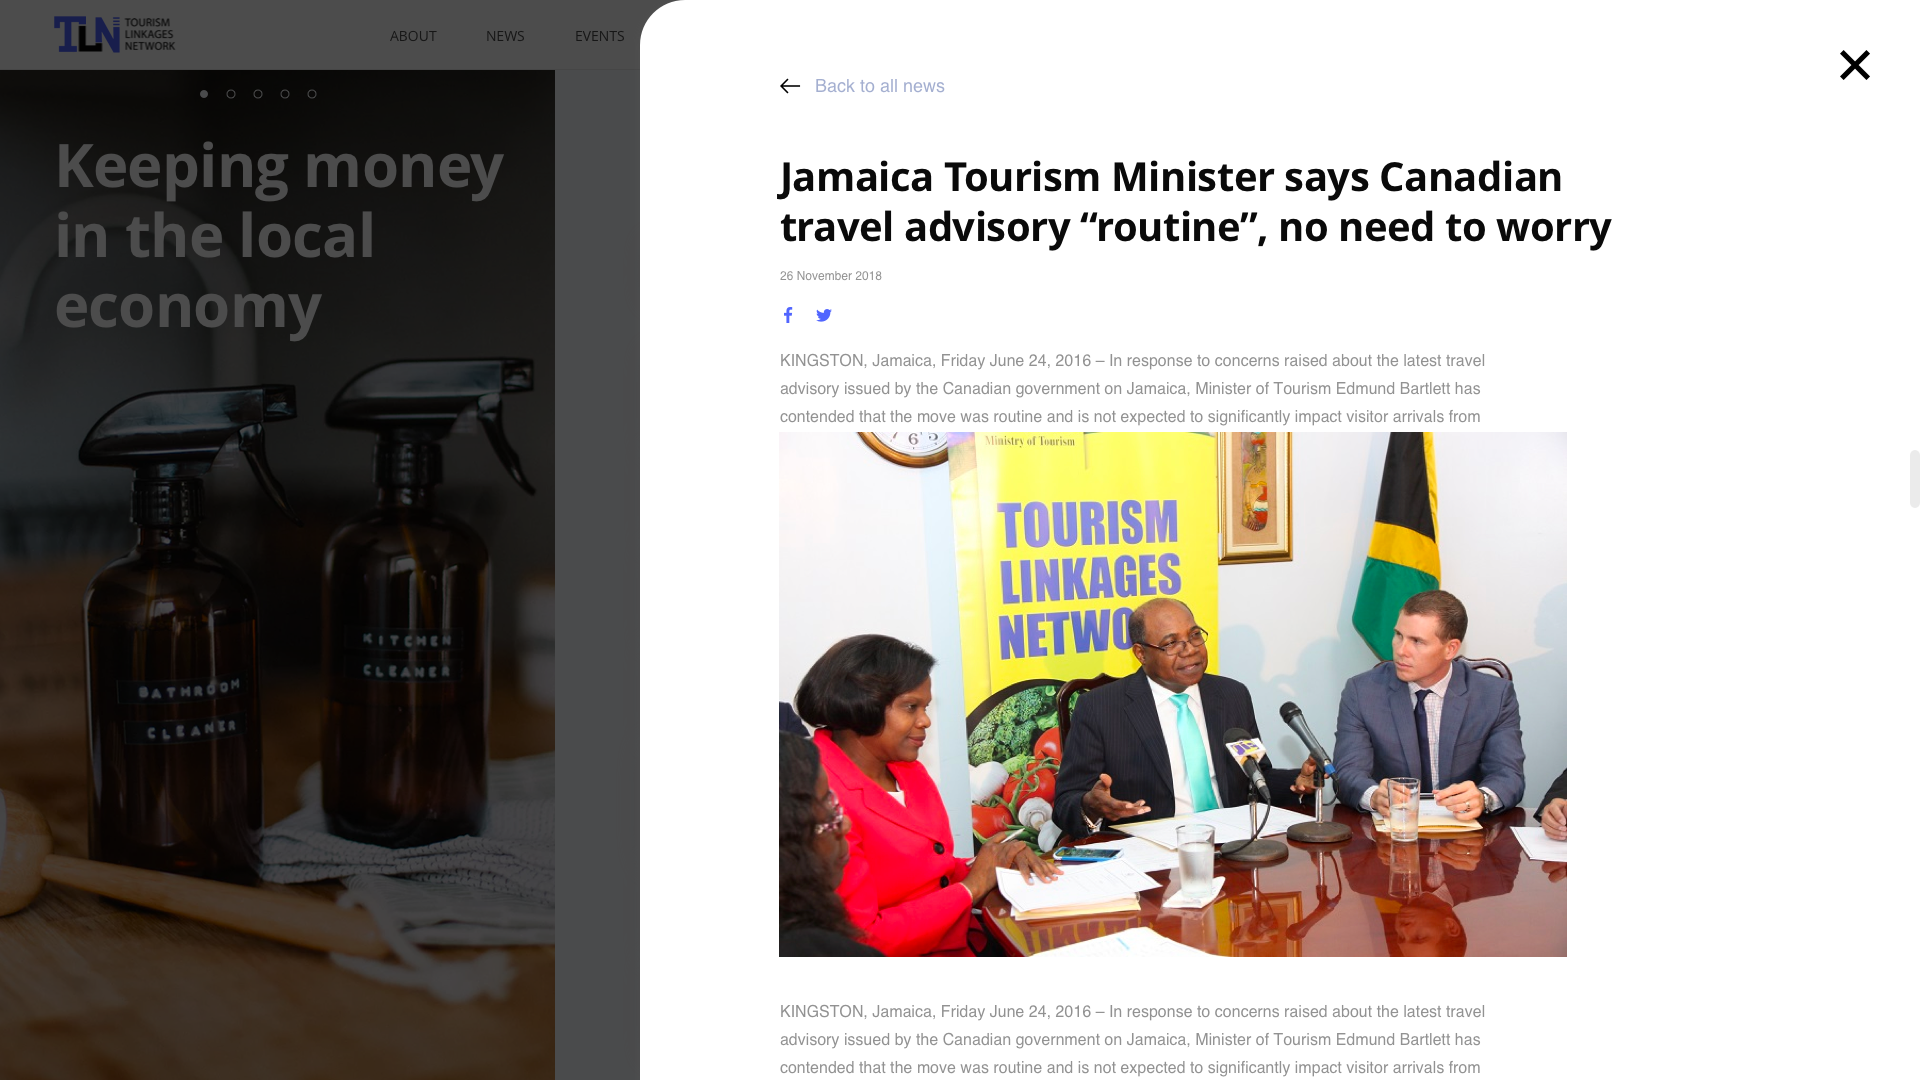 TLN TOURISM
LINKAGES
NETWORK
ABOUT
NEWS
EVENTS
Keeping money
in the local
economy
BATHROOM
CLEANER
KITCHEN
CLEANER
Back to all news
Jamaica Tourism Minister says Canadian
travel advisory “routine”, no need to worry
26 November 2018
KINGSTON, Jamaica, Friday June 24, 2016 – In response to concerns raised about the latest travel
advisory issued by the Canadian government on Jamaica, Minister of Tourism Edmund Bartlett has
contended that the move was routine and is not expected to significantly impact visitor arrivals from
Ministry of Tourism
TOURISM
LINKAGES
NETWO
KINGSTON, Jamaica, Friday June 24, 2016 – In response to concerns raised about the latest travel
advisory issued by the Canadian government on Jamaica, Minister of Tourism Edmund Bartlett has
contended that the move was routine and is not expected to significantly impact visitor arrivals from